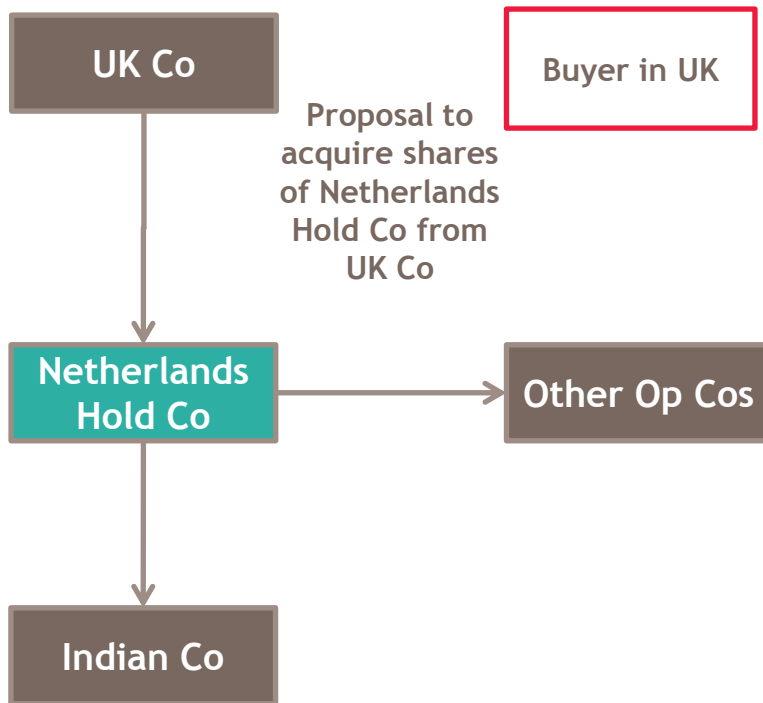 UK Co
Buyer in UK
Proposal to
acquire shares
of Netherlands
Hold Co from
UK Co
Netherlands
Hold Co
Other Op Cos
Indian Co